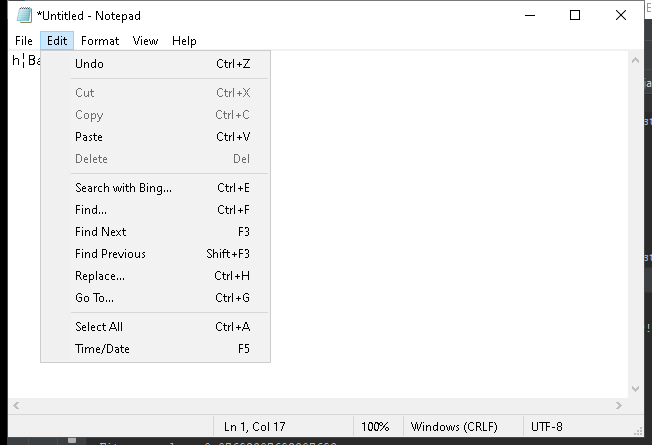 *Untitled - Notepad
File Edit Format View Help
h¦Ba
Undo Ctrl+Z
Cut Ctrl+X
Copy Ctrl+C
Paste Ctrl+V
Delete Del
Search with Bing... Ctrl+E
Find... Ctrl+F
Find Next F3
Find Previous Shift+F3
Replace... Ctrl+H
Go To... Ctrl+G
Select All Ctrl+A
Time/Date F5
Ln 1, Col 17 100% Windows (CRLF) UTF-8